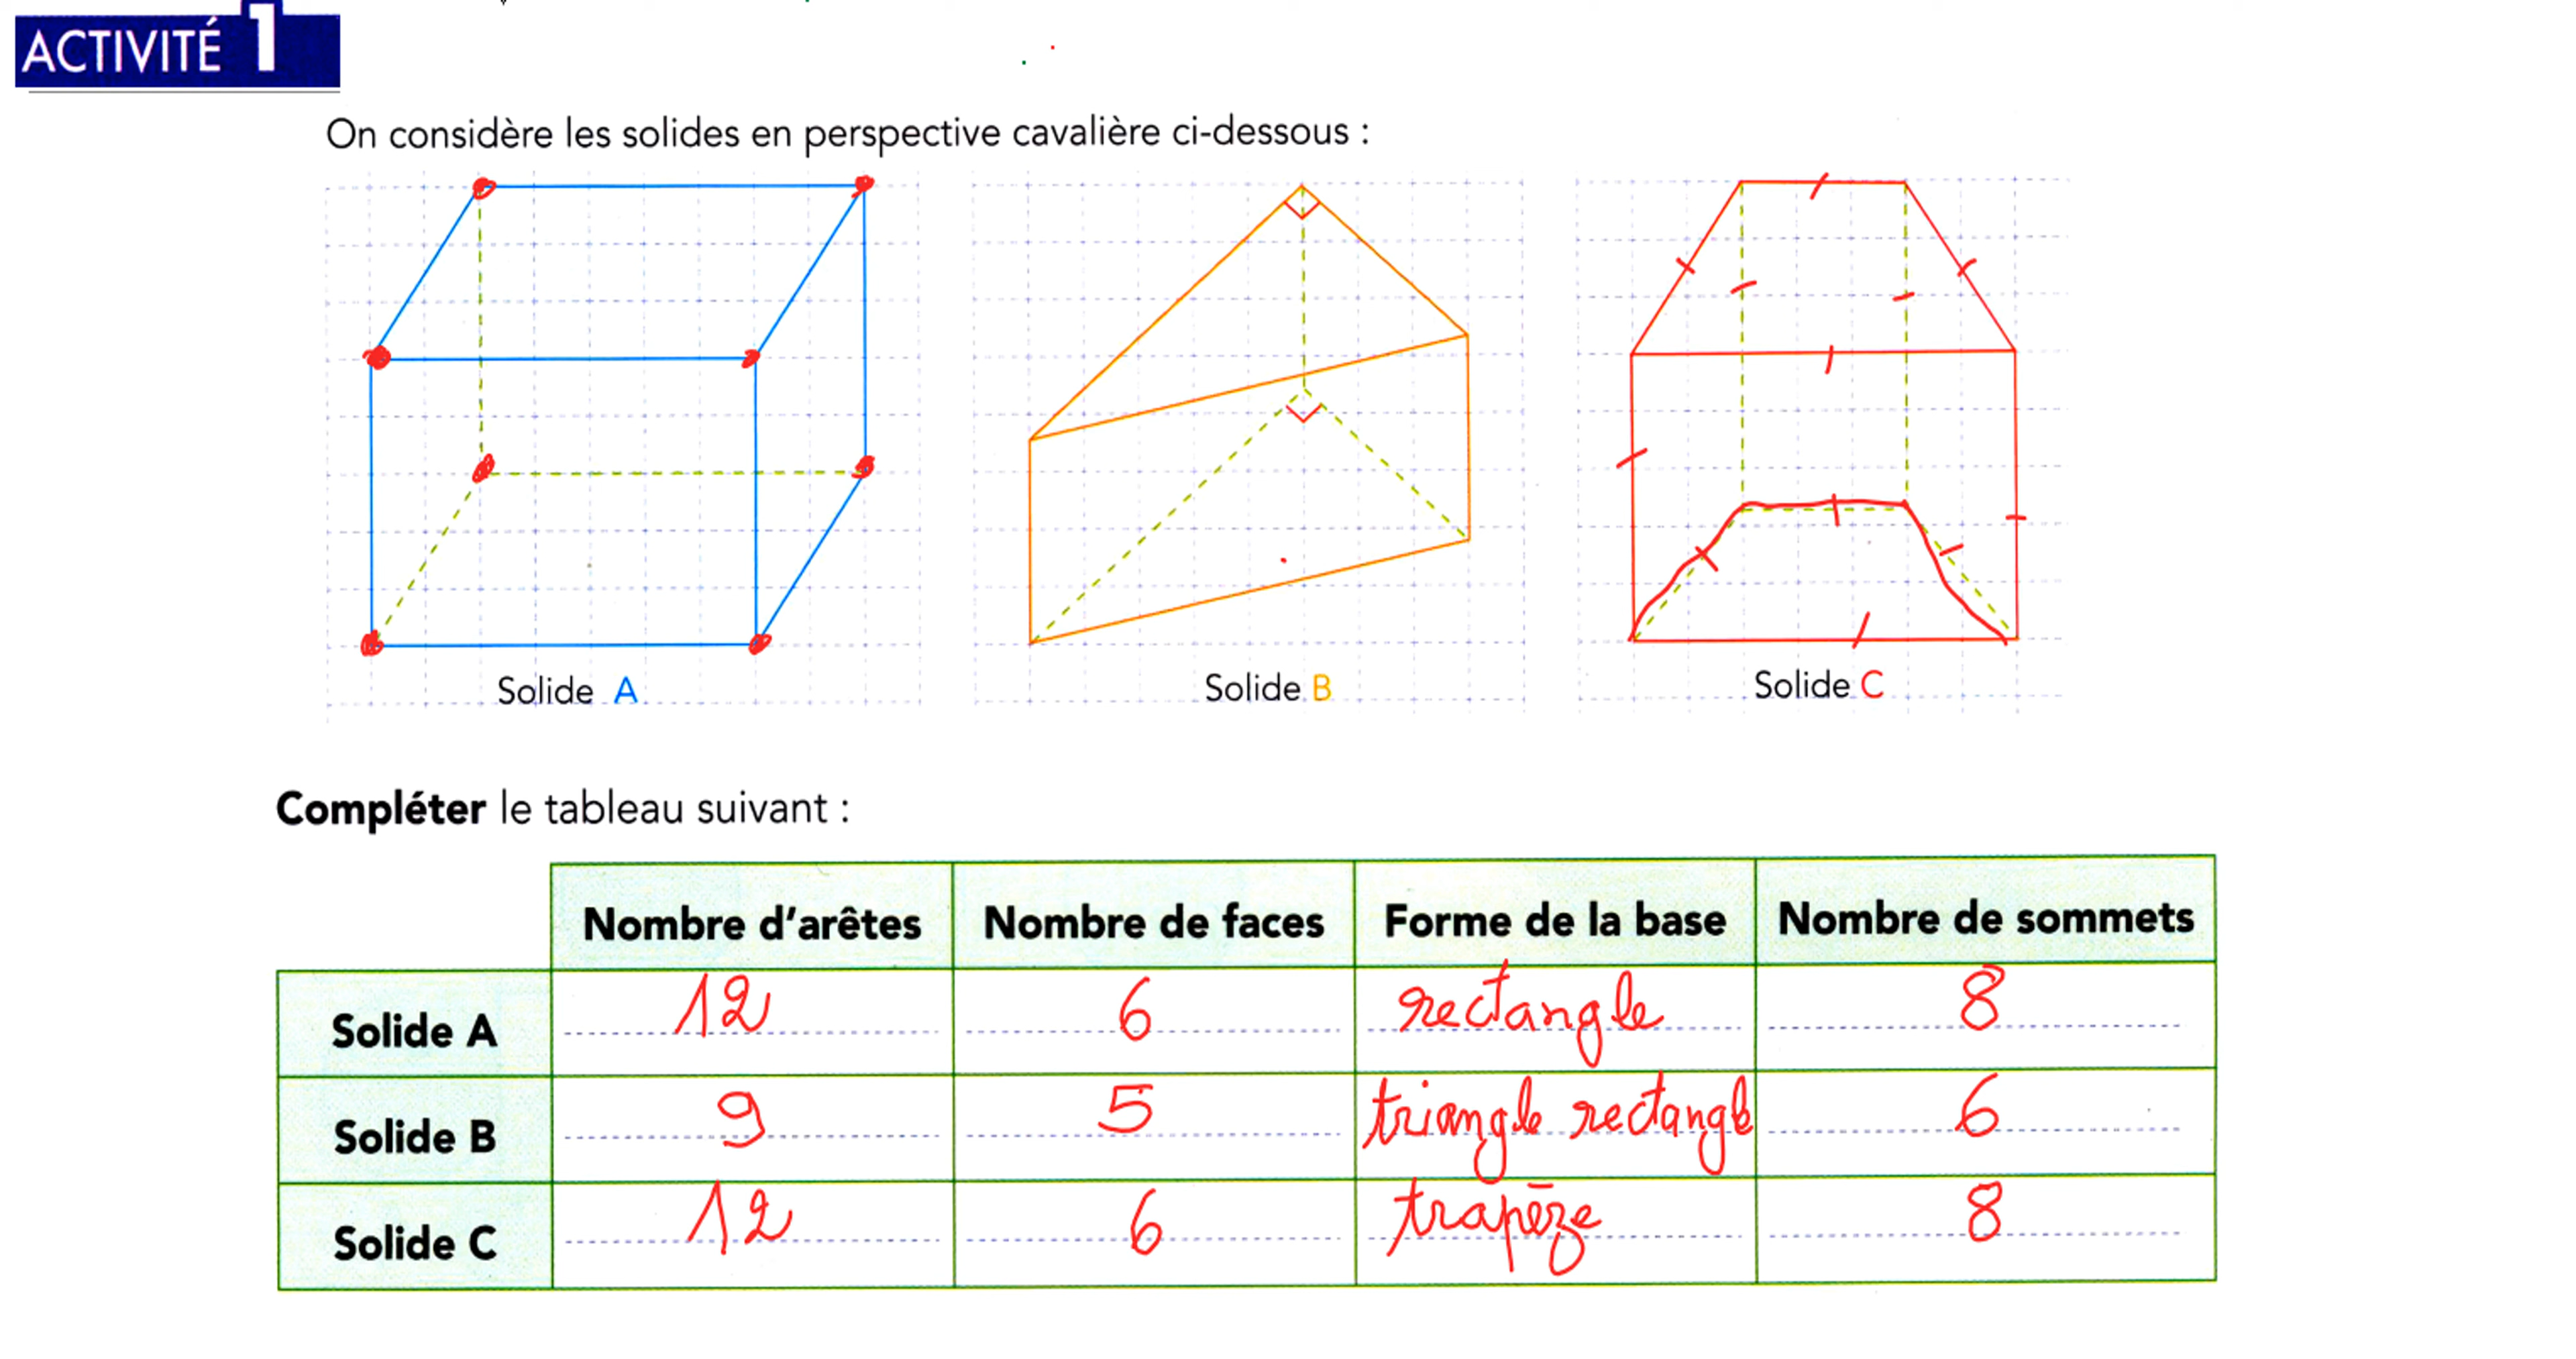 ACTIVITÉ 1
On considère les solides en perspective cavalière ci-dessous :
Solide A
Solide B
Solide C
Compléter le tableau suivant :
Nombre d'arêtes Nombre de faces Forme de la base Nombre de sommets
Solide A 12 6 rectangle 8
Solide B 9 5 triangle rectangle 6
Solide C 12 6 trapèze 8